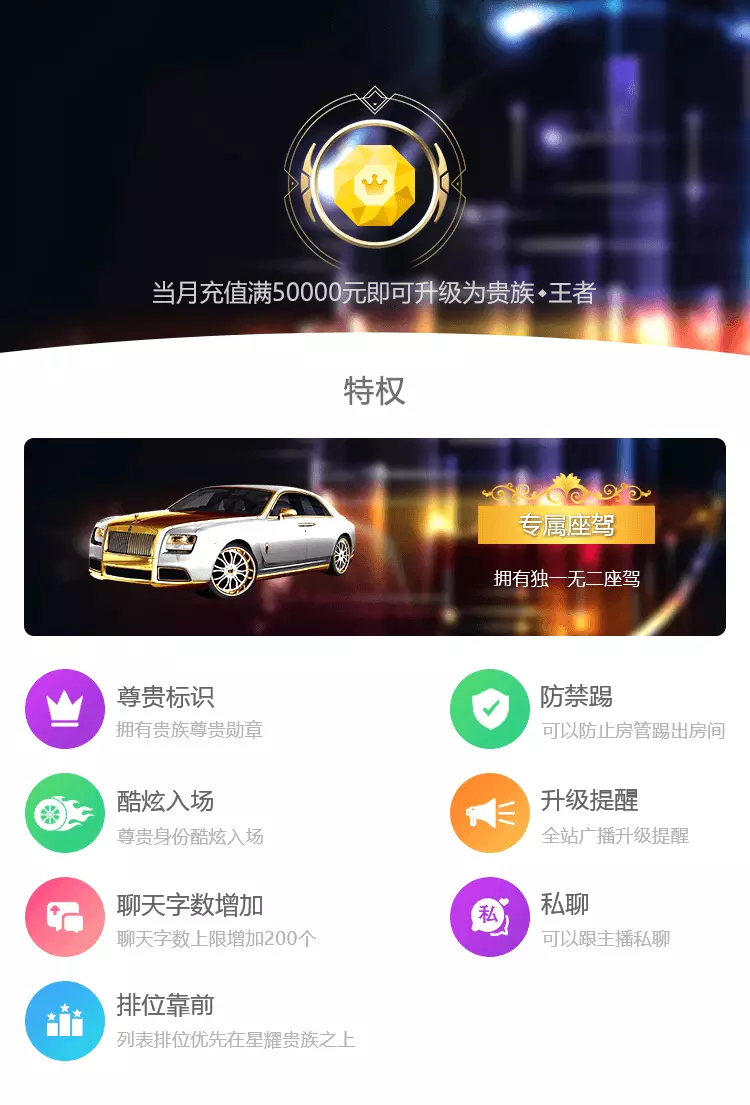 当月充值满50000元即可升级为贵族◆王者
特权
专属座驾
拥有独一无二座驾
尊贵标识
拥有贵族尊贵勋章
防禁踢
可以防止房管踢出房间
酷炫入场
尊贵身份酷炫入场
升级提醒
全站广播升级提醒
聊天字数增加
聊天字数上限增加200个
私
私聊
可以跟主播私聊
排位靠前
列表排位优先在星耀贵族之上